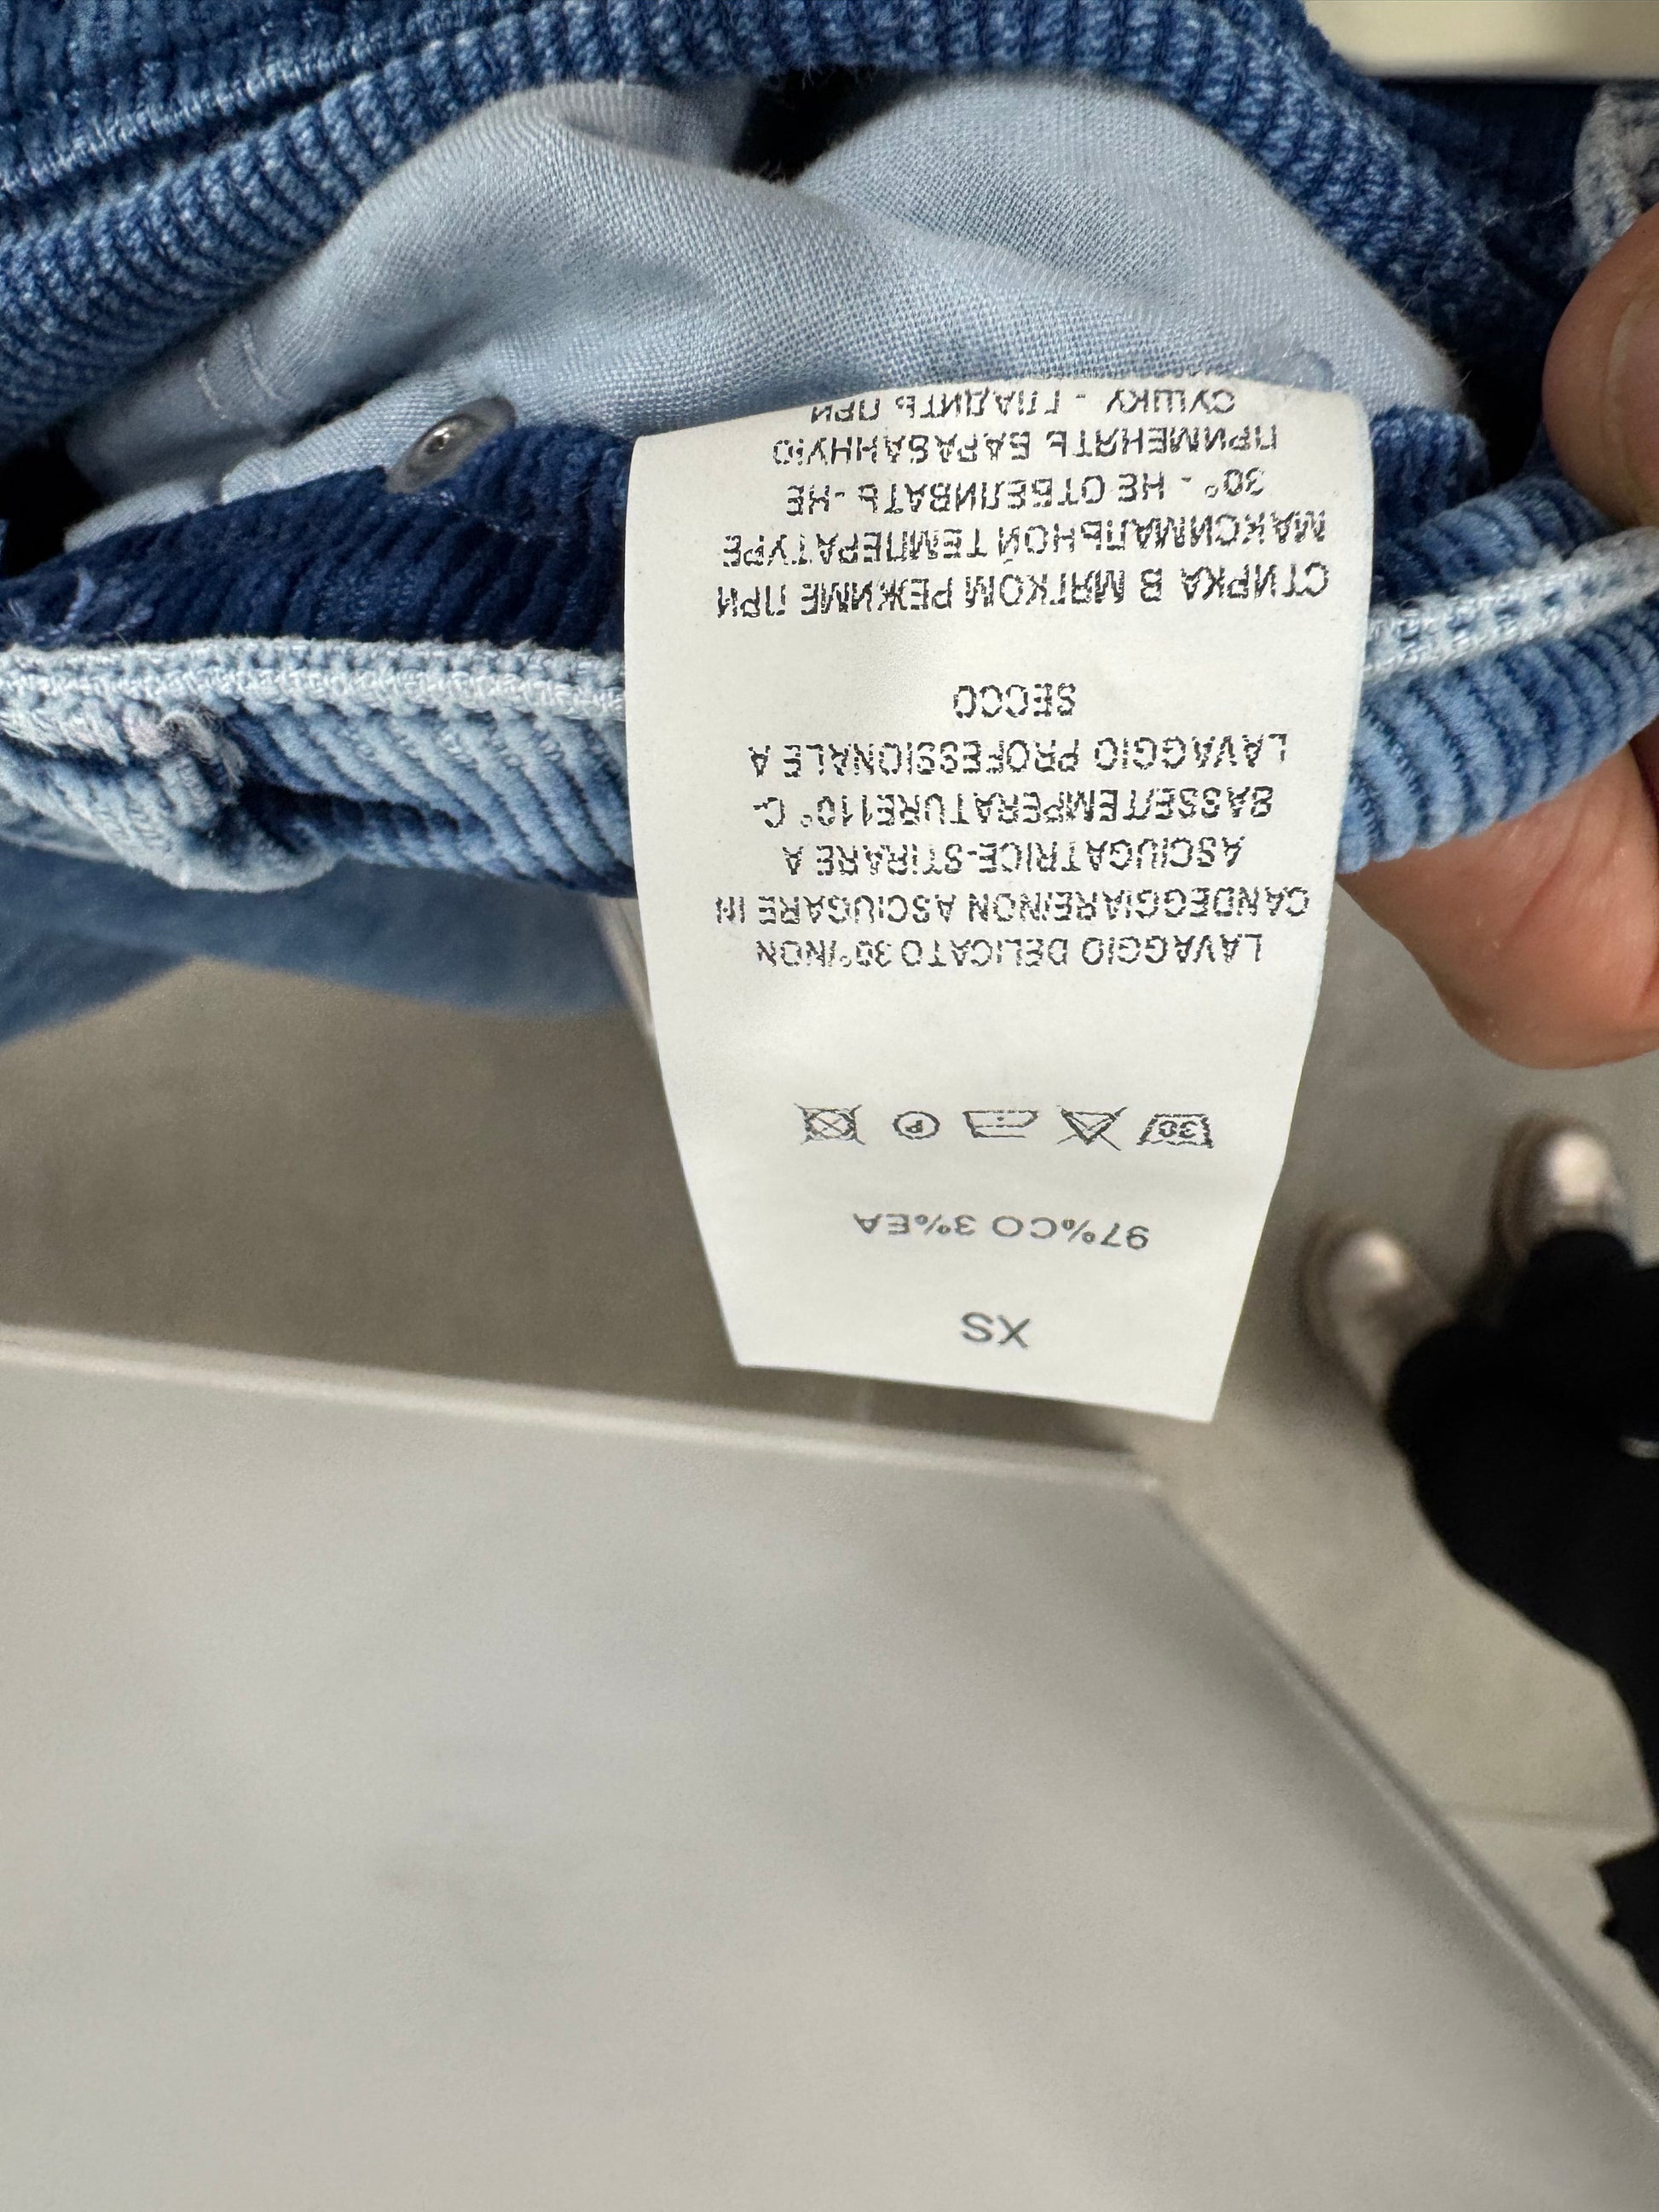 XS
97%CO 3%EA
30 P
LAVAGGIO DELICATO 30°/NON
CANDEGGIARE/NON ASCIUGARE IN
ASCIUGATRICE-STIRARE A
BASSE/TEMPERATURE110° C-
LAVAGGIO PROFESSIONALE A
SECCO
СТИРКА В МЯГКОМ РЕЖИМЕ ПРИ
МАКСИМАЛЬНОЙ ТЕМПЕРАТУРЕ
30° - НЕ ОТБЕЛИВАТЬ -НЕ
ПРИМЕНЯТЬ БАРАБАННУЮ
СУШКУ - ГЛАДИТЬ ПРИ